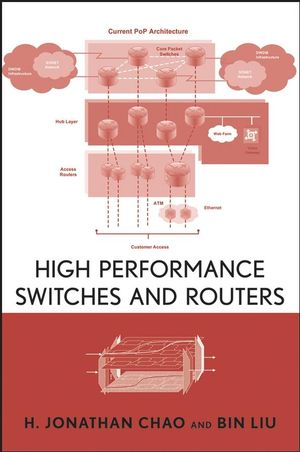 Current PoP Architecture
Core Packet
Switches
DWDM
Infrastructure
SONET
Network
SONET
Network
DWDM
Infrastructure
Hub Layer
Web Farm
Access
Routers
ATM
Ethernet
Customer Access
HIGH PERFORMANCE
SWITCHES AND ROUTERS
H. JONATHAN CHAO AND BIN LIU